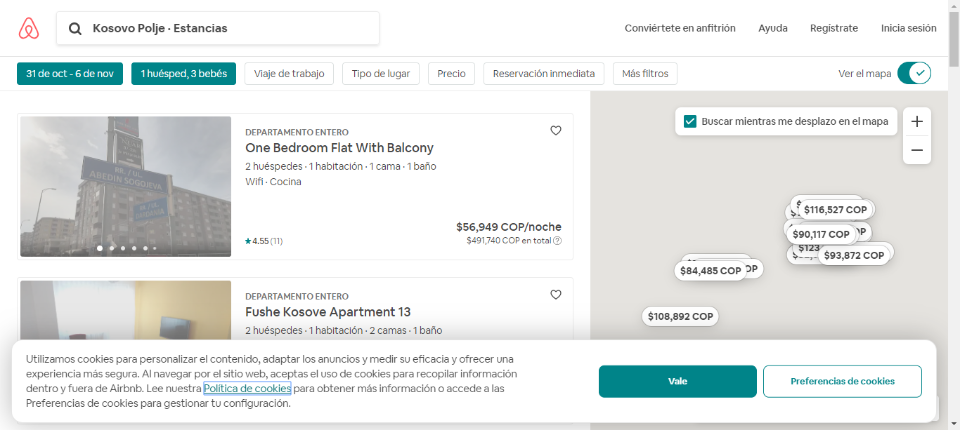 Kosovo Polje · Estancias
Conviértete en anfitrión
Ayuda
Regístrate
Inicia sesión
31 de oct - 6 de nov
1 huésped, 3 bebés
Viaje de trabajo
Tipo de lugar
Precio
Reservación inmediata
Más filtros
Ver el mapa
DEPARTAMENTO ENTERO
One Bedroom Flat With Balcony
2 huéspedes · 1 habitación · 1 cama · 1 baño
Wifi · Cocina
$56,949 COP/noche
4.55 (11)
$491,740 COP en total
ABEDIN SOGOJEVA
DEPARTAMENTO ENTERO
Fushe Kosove Apartment 13
2 huéspedes · 1 habitación · 2 camas · 1 baño
Buscar mientras me desplazo en el mapa
$116,527 COP
$90,117 COP
$93,872 COP
$84,485 COP
$108,892 COP
Utilizamos cookies para personalizar el contenido, adaptar los anuncios y medir su eficacia y ofrecer una
experiencia más segura. Al navegar por el sitio web, aceptas el uso de cookies para recopilar información
dentro y fuera de Airbnb. Lee nuestra Política de cookies para obtener más información o accede a las
Preferencias de cookies para gestionar tu configuración.
Vale
Preferencias de cookies